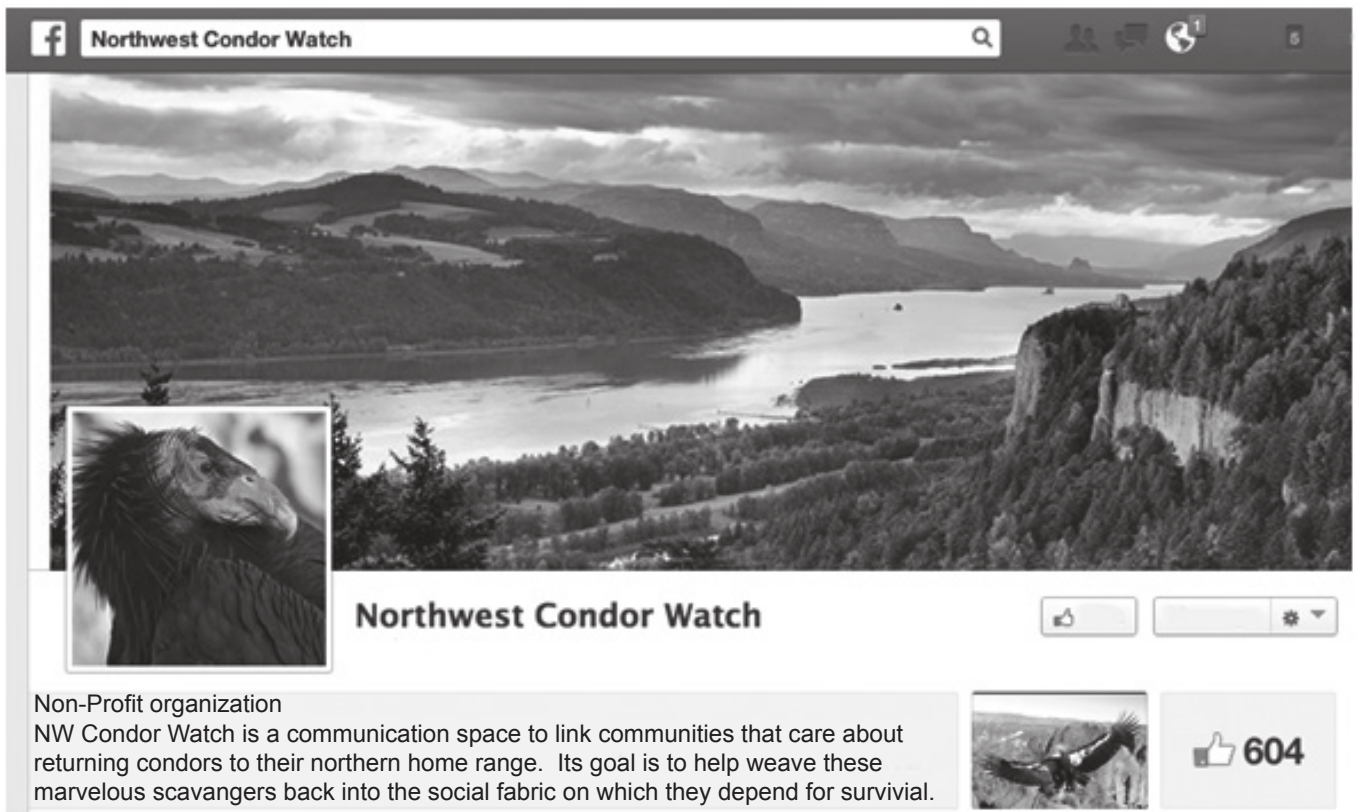 f Northwest Condor Watch 1 5
Northwest Condor Watch
Non-Profit organization
NW Condor Watch is a communication space to link communities that care about
returning condors to their northern home range. Its goal is to help weave these
marvelous scavangers back into the social fabric on which they depend for survivial.
604